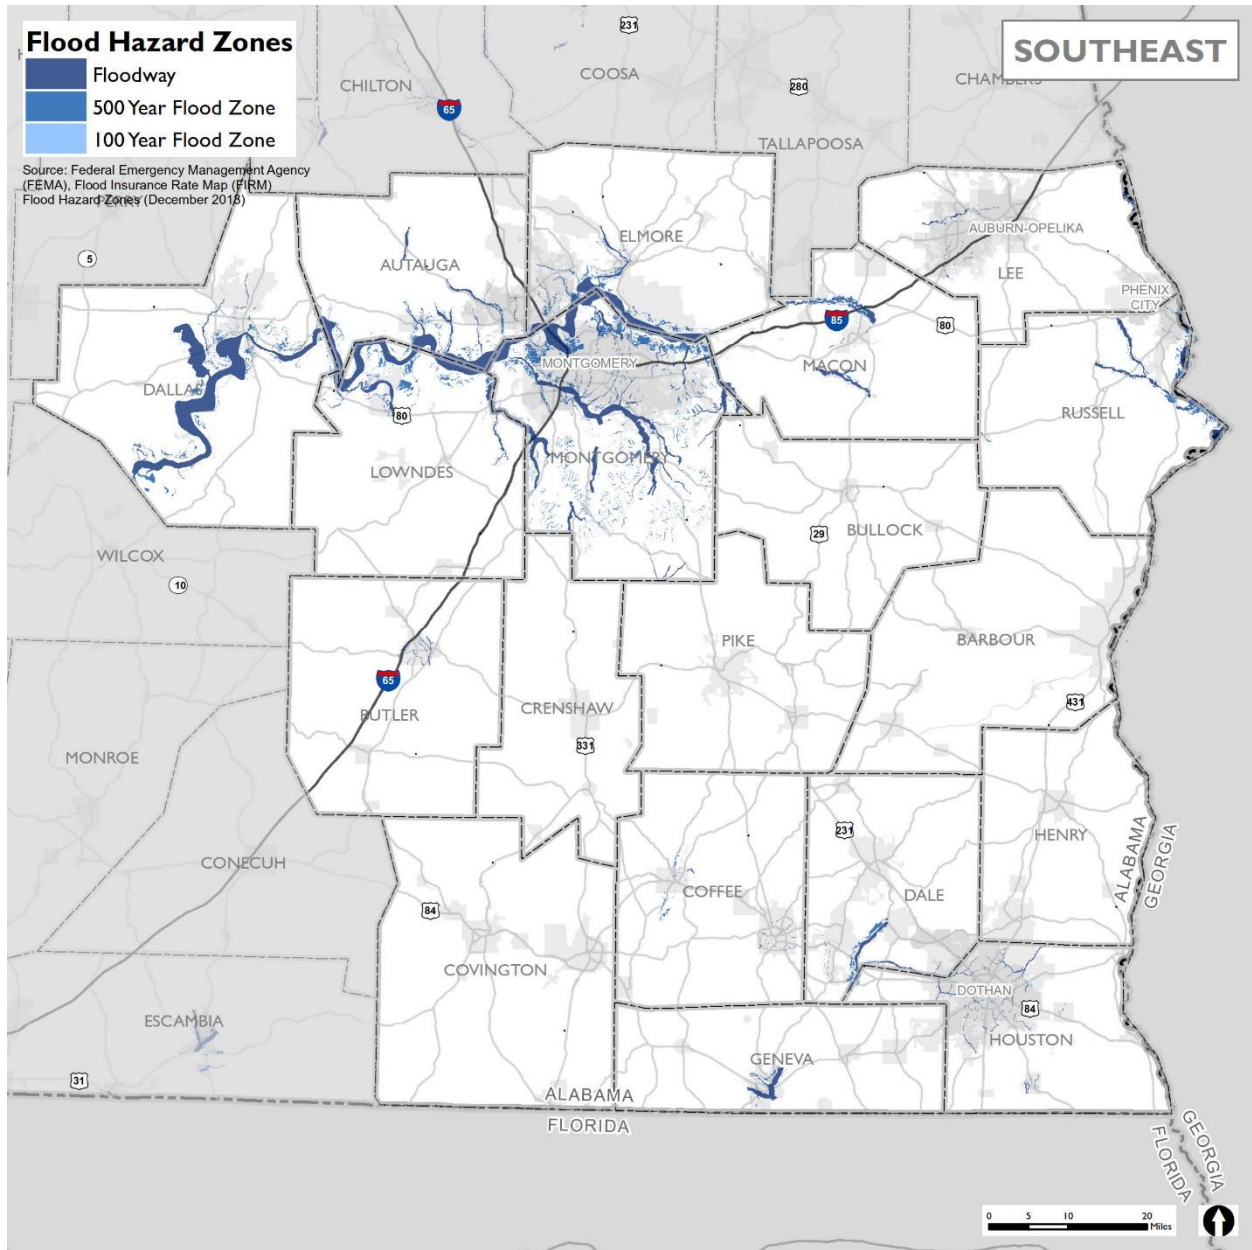 Flood Hazard Zones
Floodway
500 Year Flood Zone
100 Year Flood Zone
Source: Federal Emergency Management Agency
(FEMA), Flood Insurance Rate Map (FIRM)
Flood Hazard Zones (December 2018)
SOUTHEAST
231
COOSA
CHAMBERS
CHILTON
280
65
TALLAPOOSA
PERRY
ELMORE
AUBURN-OPELIKA
5
AUTAUGA
LEE
PHENIX
CITY
85
80
MONTGOMERY
MACON
DALLAS
80
RUSSELL
LOWNDES
MONTGOMERY
29
BULLOCK
WILCOX
10
PIKE
BARBOUR
65
BUTLER
CRENSHAW
431
331
MONROE
231
HENRY
ALABAMA
GEORGIA
CONECUH
COFFEE
DALE
84
COVINGTON
DOTHAN
84
ESCAMBIA
HOUSTON
GENEVA
31
ALABAMA
FLORIDA
GEORGIA
FLORIDA
0 5 10 20
Miles